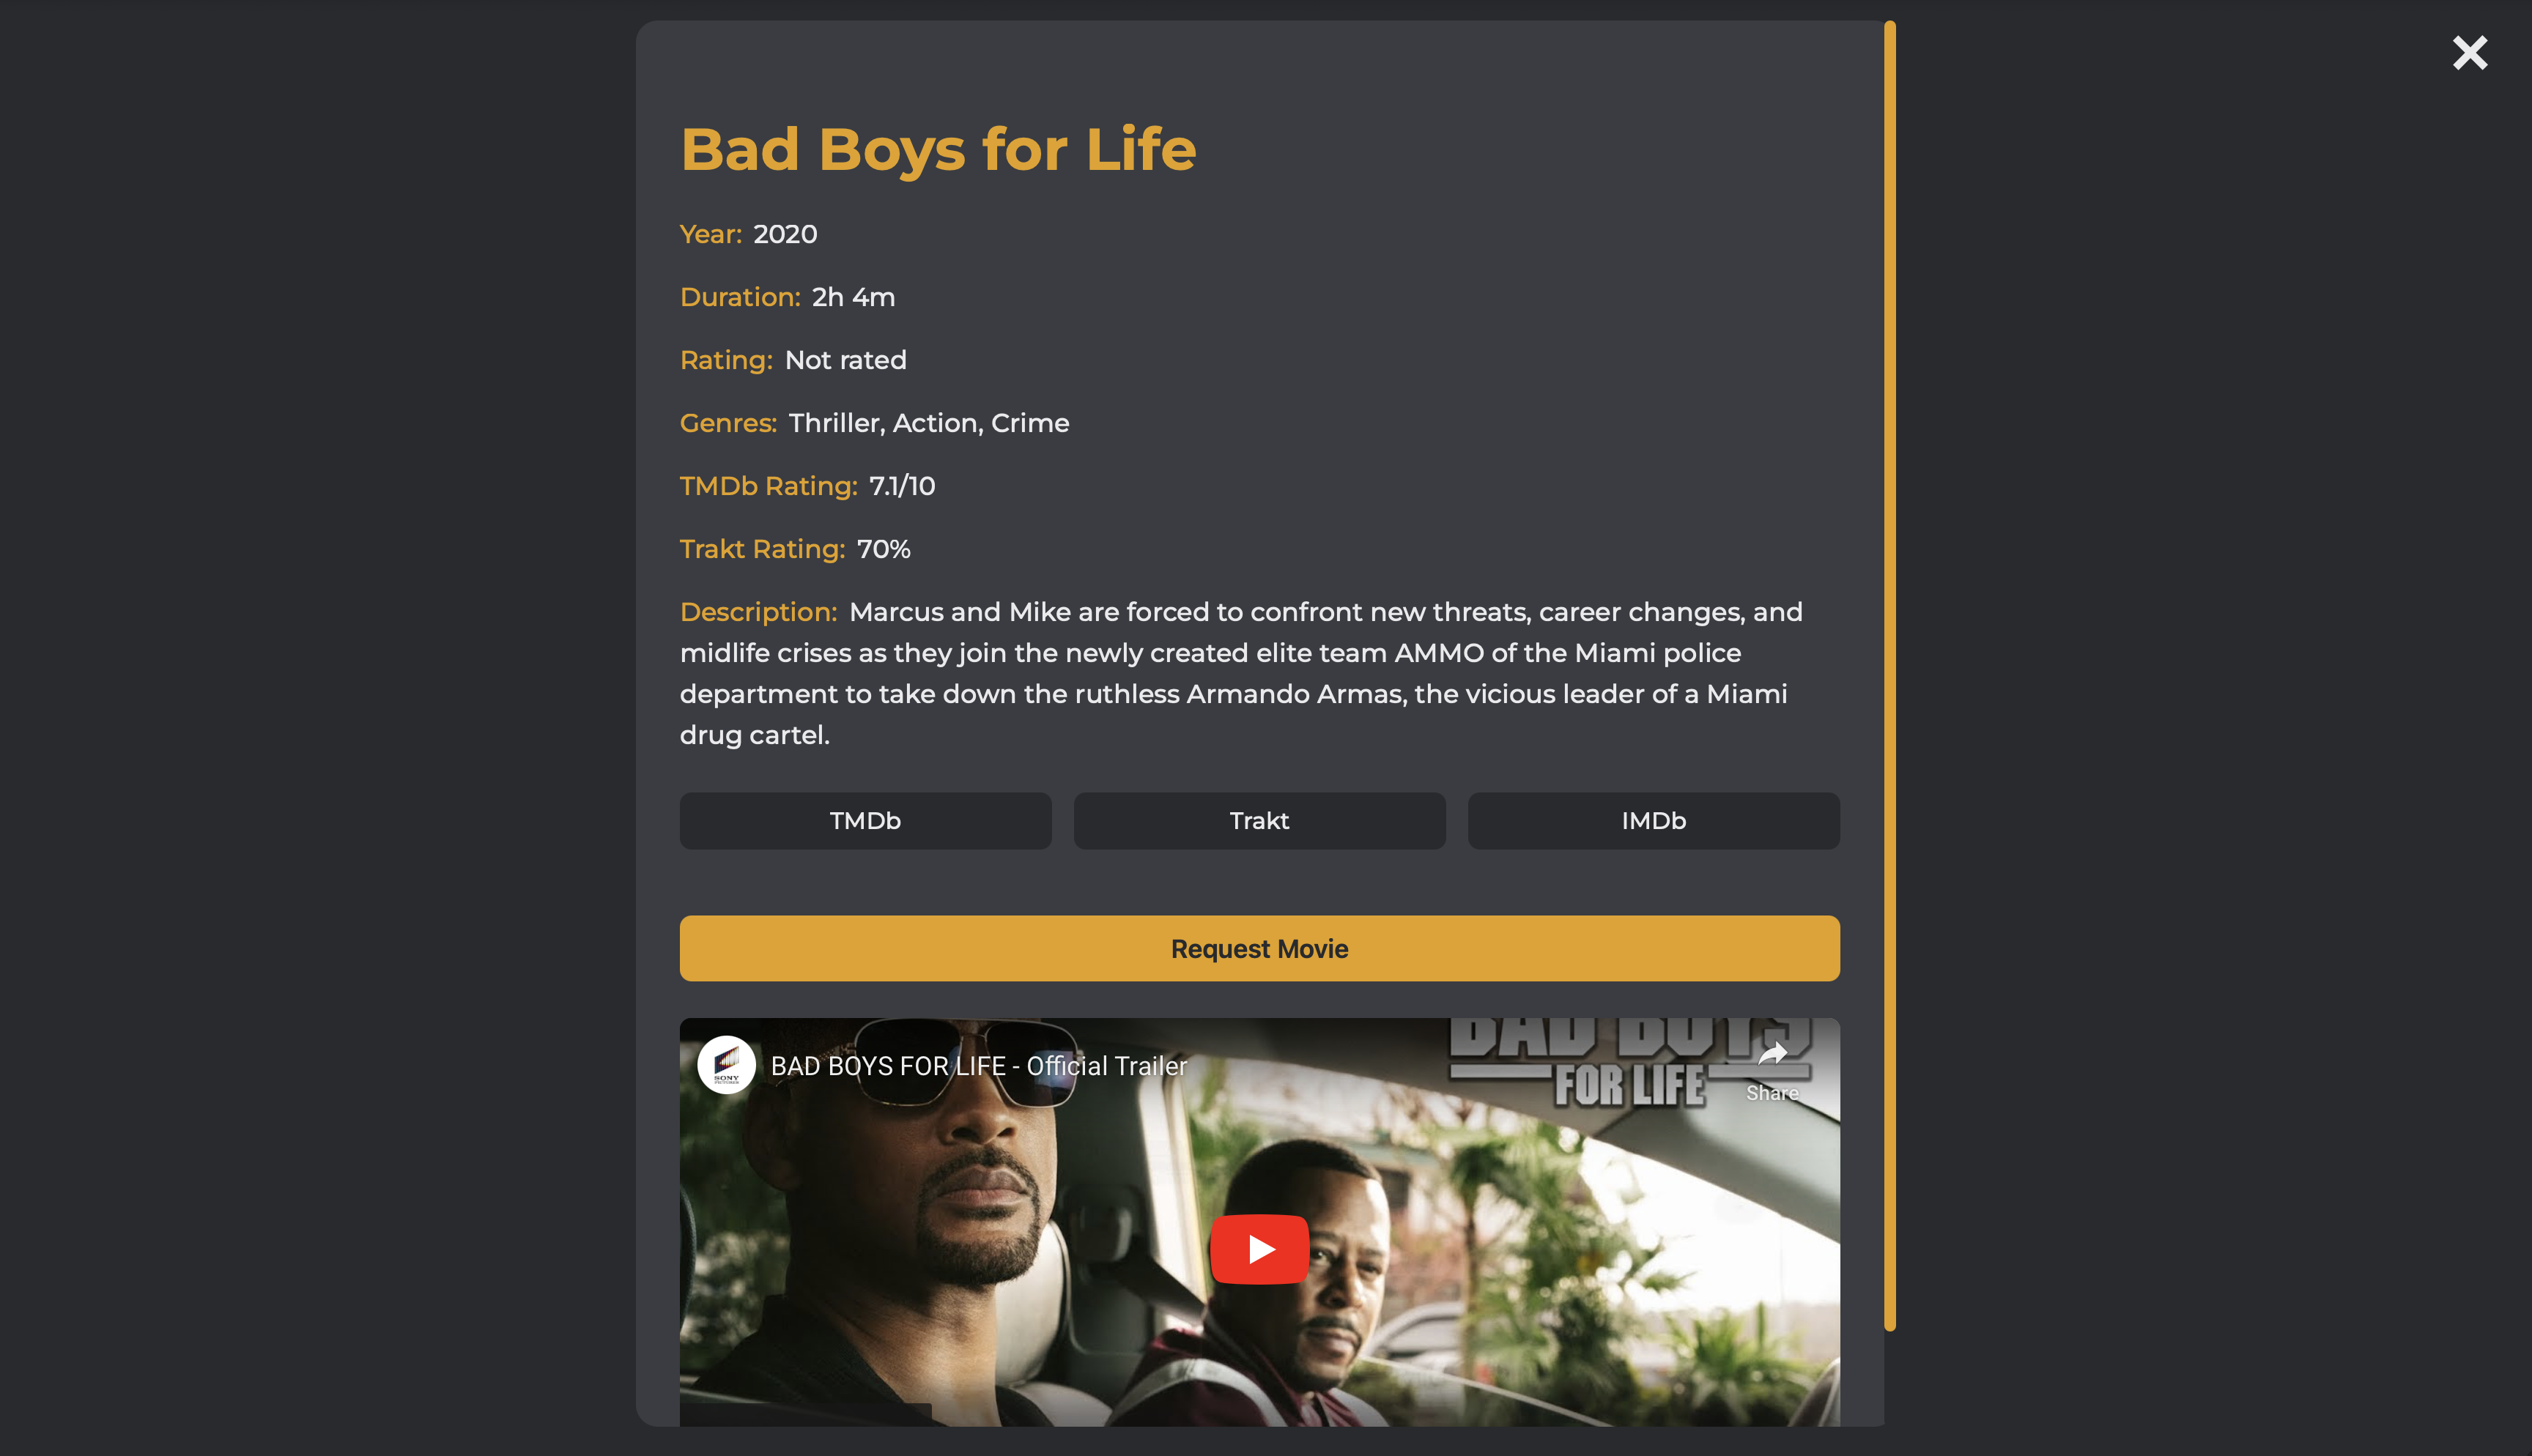 Bad Boys for Life
Year: 2020
Duration: 2h 4m
Rating: Not rated
Genres: Thriller, Action, Crime
TMDb Rating: 7.1/10
Trakt Rating: 70%
Description: Marcus and Mike are forced to confront new threats, career changes, and
midlife crises as they join the newly created elite team AMMO of the Miami police
department to take down the ruthless Armando Armas, the vicious leader of a Miami
drug cartel.
TMDb
Trakt
IMDb
Request Movie
SONY
PICTURES
BAD BOYS FOR LIFE - Official Trailer
BAD BOYS
FOR LIFE
Share